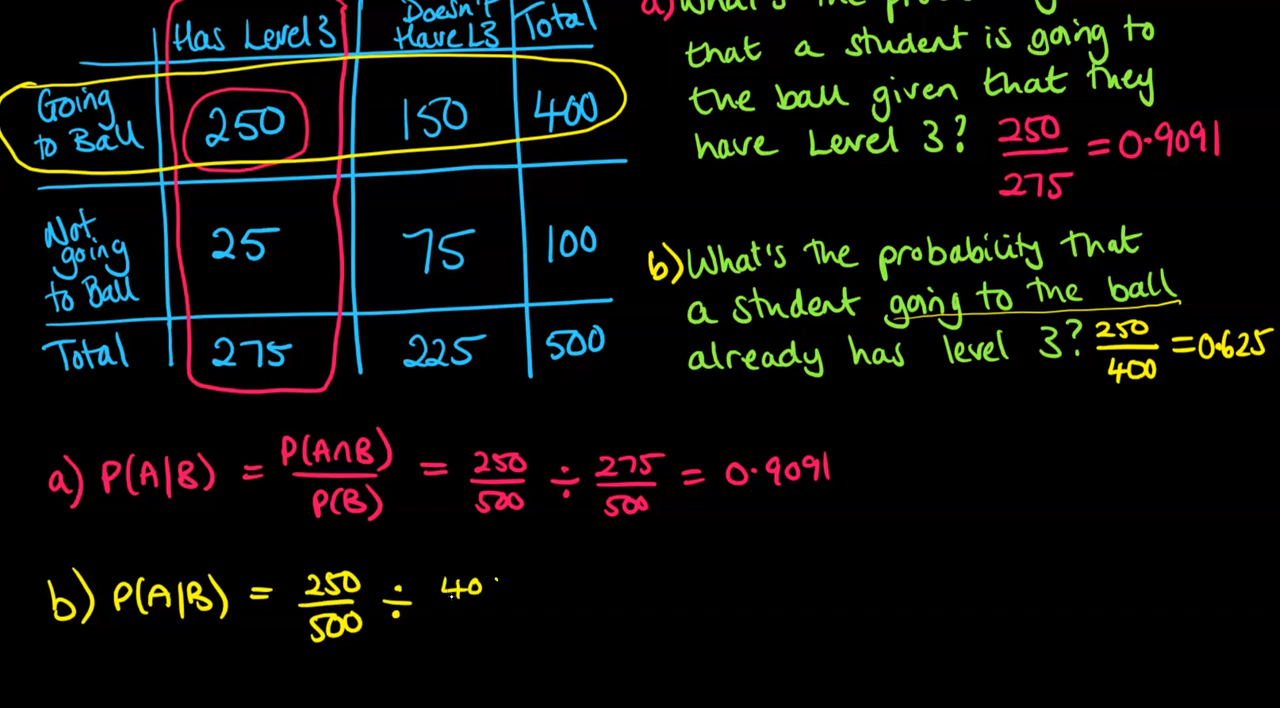 Has Level 3 Doesn't Have L3 Total
Going to Ball 250 150 400
Not going to Ball 25 75 100
Total 275 225 500
a) What's the
that a student is going to
the ball given that they
have Level 3? 250/275 = 0.9091
b) What's the probability that
a student going to the ball
already has level 3? 250/400 = 0.625
a) P(A|B) = P(A∩B)/P(B) = 250/500 ÷ 275/500 = 0.9091
b) P(A|B) = 250/500 ÷ 40